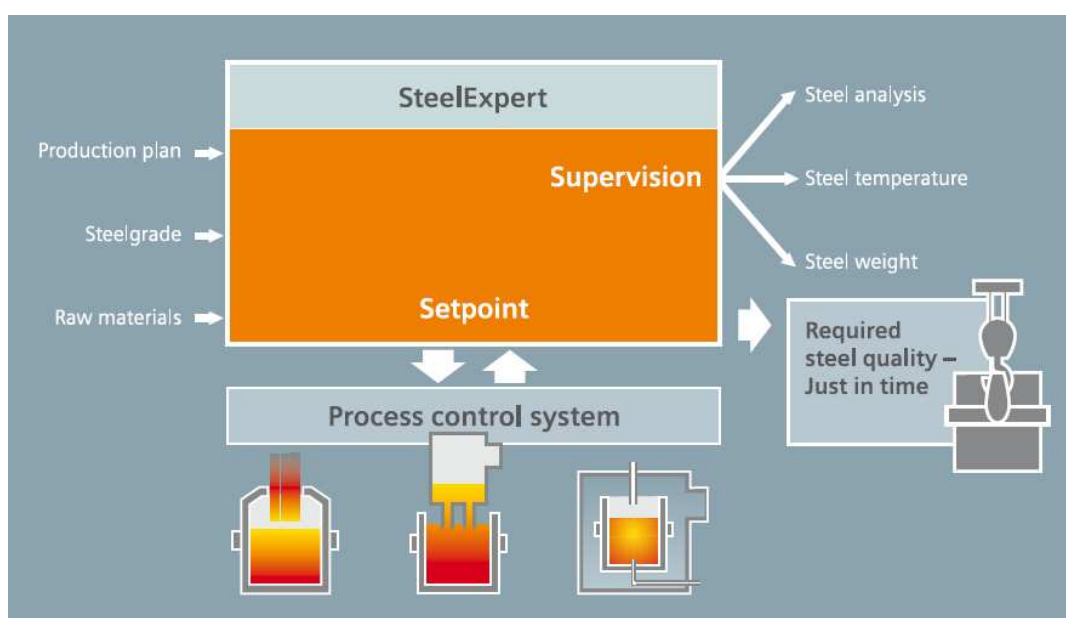 SteelExpert
Production plan
Steelgrade
Raw materials
Supervision
Setpoint
Steel analysis
Steel temperature
Steel weight
Required
steel quality –
Just in time
Process control system